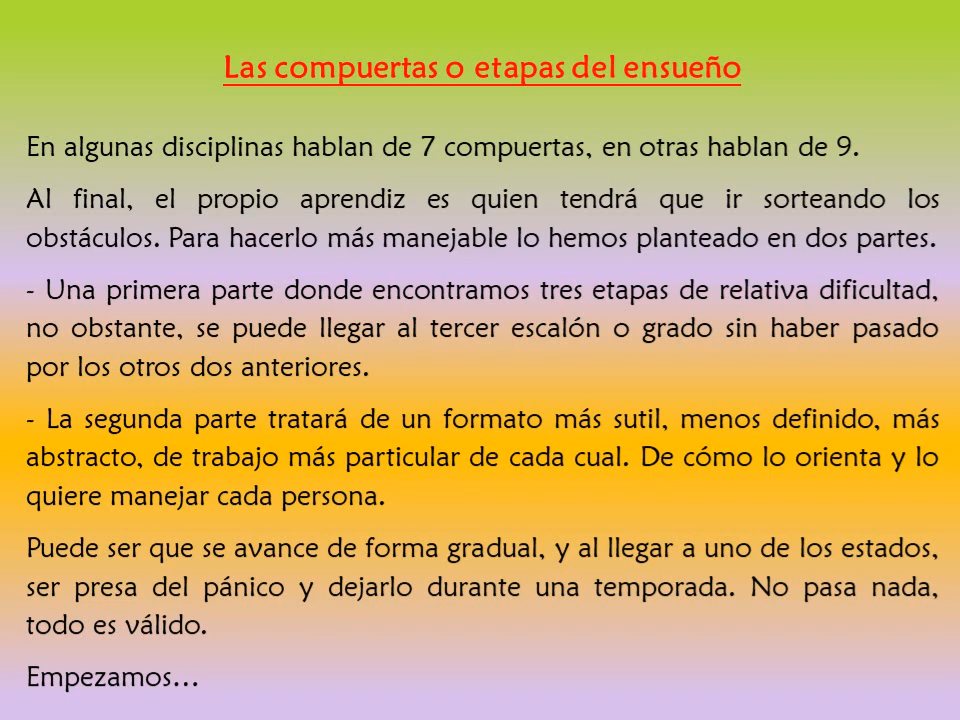 Las compuertas o etapas del ensueño
En algunas disciplinas hablan de 7 compuertas, en otras hablan de 9.
Al final, el propio aprendiz es quien tendrá que ir sorteando los
obstáculos. Para hacerlo más manejable lo hemos planteado en dos partes.
- Una primera parte donde encontramos tres etapas de relativa dificultad,
no obstante, se puede llegar al tercer escalón o grado sin haber pasado
por los otros dos anteriores.
- La segunda parte tratará de un formato más sutil, menos definido, más
abstracto, de trabajo más particular de cada cual. De cómo lo orienta y lo
quiere manejar cada persona.
Puede ser que se avance de forma gradual, y al llegar a uno de los estados,
ser presa del pánico y dejarlo durante una temporada. No pasa nada,
todo es válido.
Empezamos...